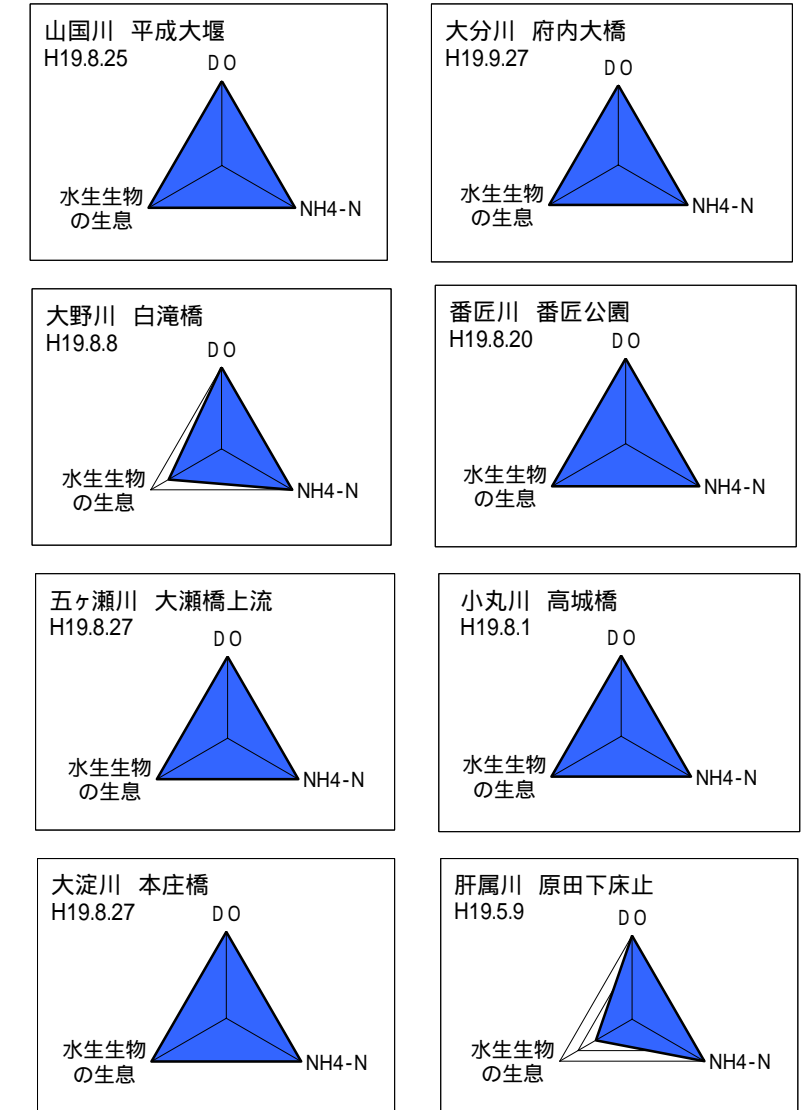 山国川 平成大堰
H19.8.25
DO
水生生物
の生息
NH4-N
大分川 府内大橋
H19.9.27
DO
水生生物
の生息
NH4-N
大野川 白滝橋
H19.8.8
DO
水生生物
の生息
NH4-N
番匠川 番匠公園
H19.8.20
DO
水生生物
の生息
NH4-N
五ヶ瀬川 大瀬橋上流
H19.8.27
DO
水生生物
の生息
NH4-N
小丸川 高城橋
H19.8.1
DO
水生生物
の生息
NH4-N
大淀川 本庄橋
H19.8.27
DO
水生生物
の生息
NH4-N
肝属川 原田下床止
H19.5.9
DO
水生生物
の生息
NH4-N